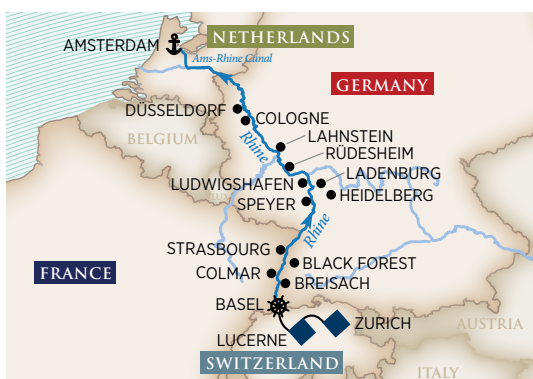 NETHERLANDS
AMSTERDAM
Ams-Rhine Canal
GERMANY
DÜSSELDORF
COLOGNE
BELGIUM
Rhine
LAHNSTEIN
RÜDESHEIM
LADENBURG
LUDWIGSHAFEN
HEIDELBERG
SPEYER
Rhine
STRASBOURG
BLACK FOREST
FRANCE
COLMAR
BREISACH
BASEL
ZURICH
AUSTRIA
LUCERNE
SWITZERLAND
ITALY